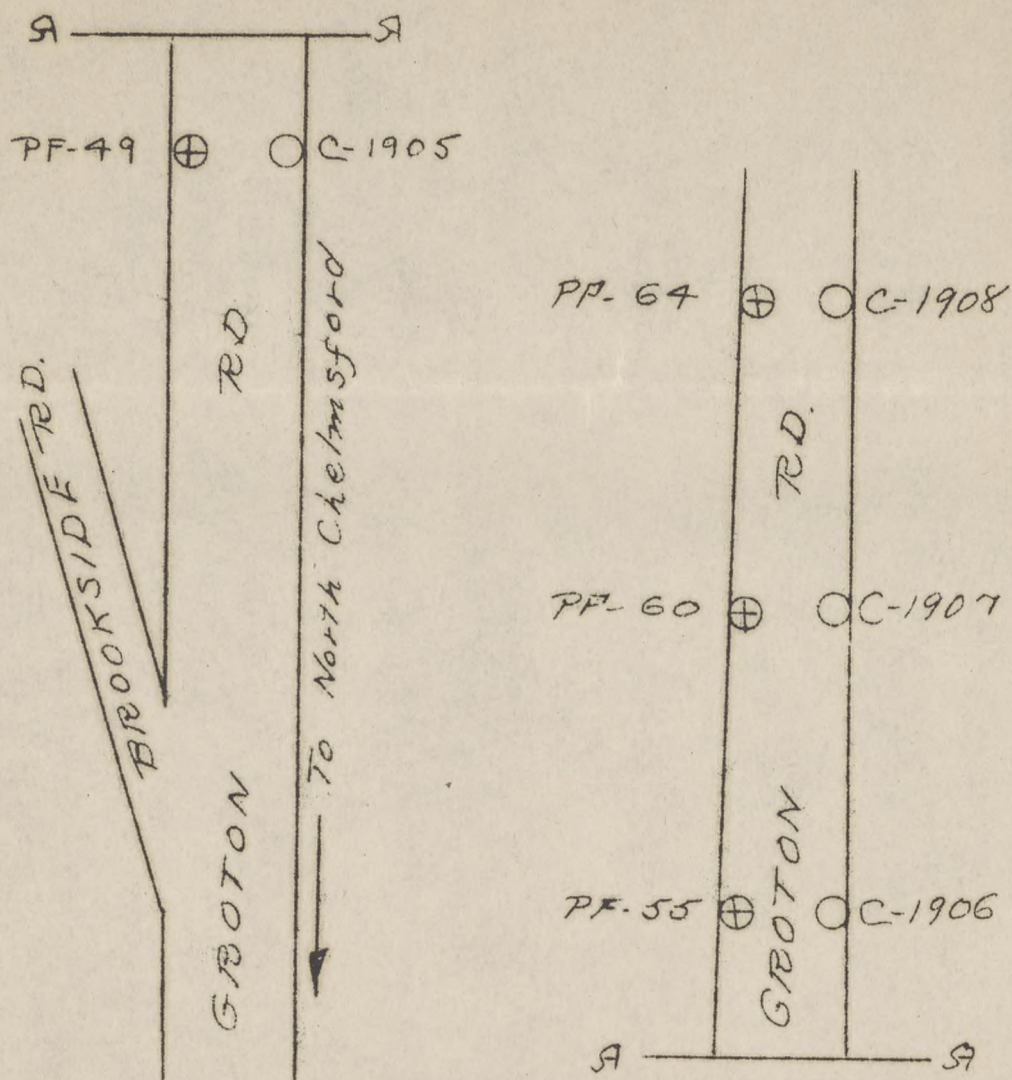 A A
PF-49 C-1905
RD
To North Chelmsford
BROOKSIDE RD.
GROTON
PP-64 C-1908
RD.
PF-60 C-1907
PF-55 C-1906
GROTON
A A